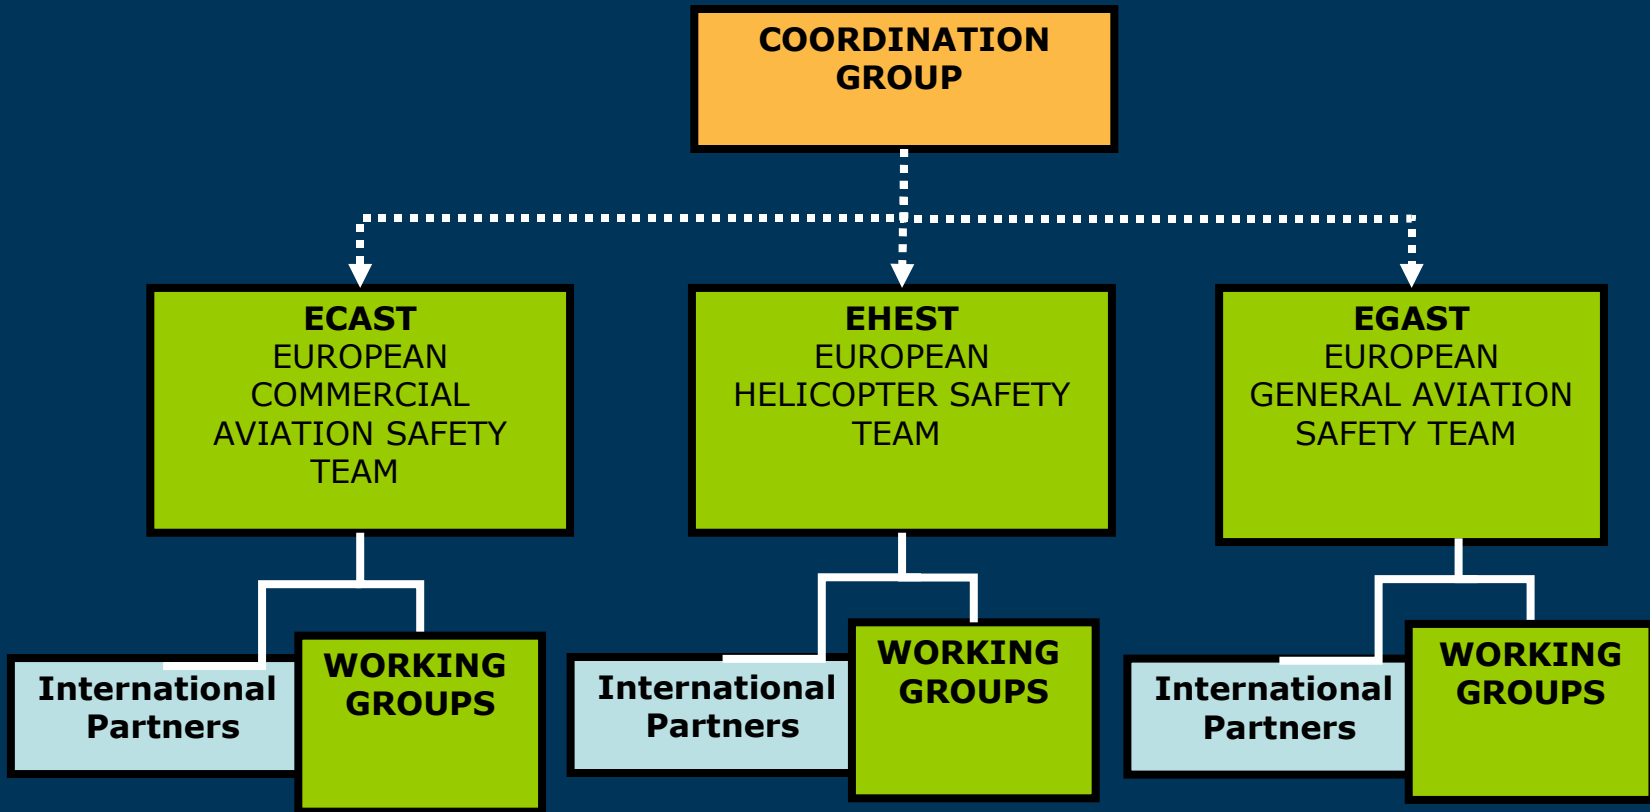 COORDINATION
GROUP
ECAST
EUROPEAN
COMMERCIAL
AVIATION SAFETY
TEAM
EHEST
EUROPEAN
HELICOPTER SAFETY
TEAM
EGAST
EUROPEAN
GENERAL AVIATION
SAFETY TEAM
International
Partners
WORKING
GROUPS
International
Partners
WORKING
GROUPS
International
Partners
WORKING
GROUPS